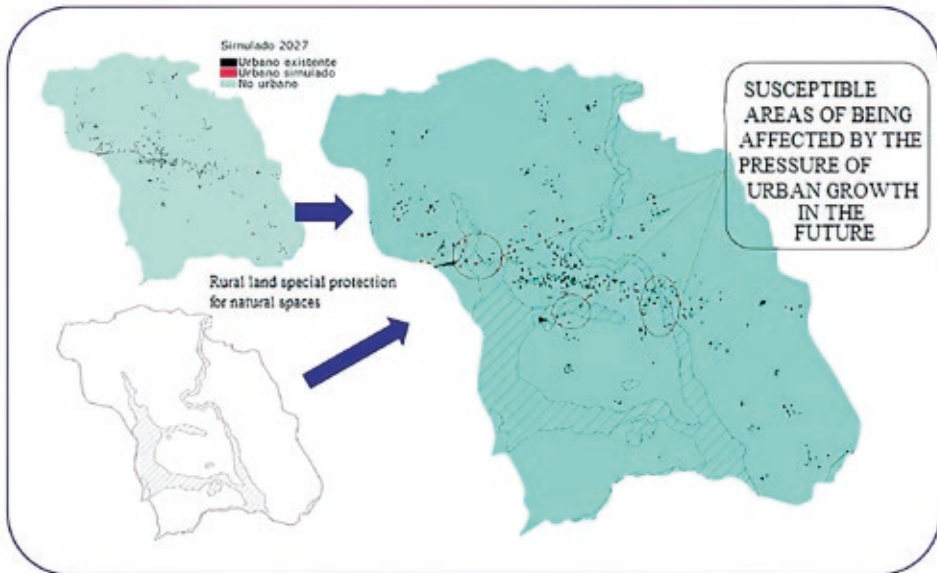 Simulado 2027
Urbano existente
Urbano simulado
No urbano
SUSCEPTIBLE
AREAS OF BEING
AFFECTED BY THE
PRESSURE OF
URBAN GROWTH
IN THE
FUTURE
Rural land special protection
for natural spaces